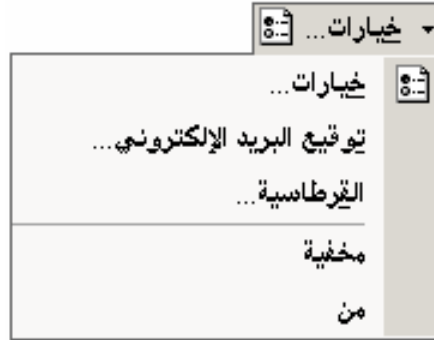 خيارات...
خيارات...
توقيع البريد الإلكتروني...
القرطاسية...
مخفية
من